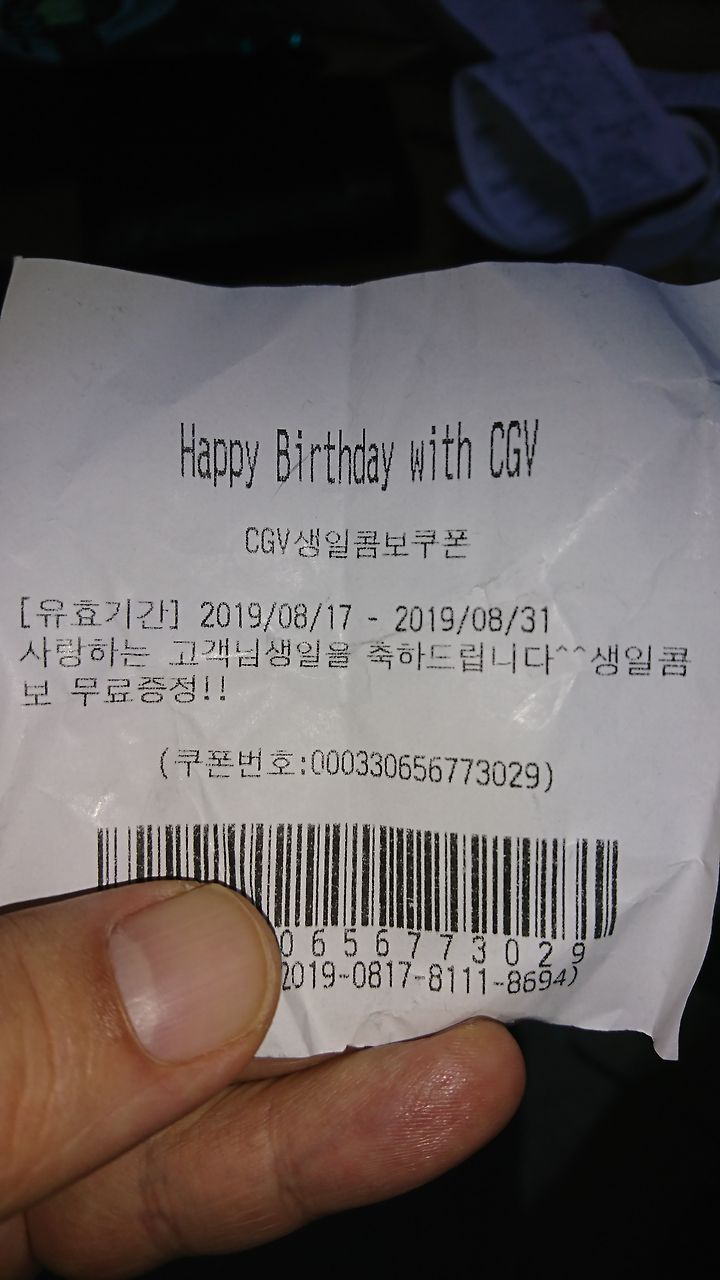 Happy Birthday with CGV
CGV생일콤보쿠폰
[유효기간] 2019/08/17 - 2019/08/31
사랑하는 고객님생일을 축하드립니다^^생일콤
보 무료증정!!
(쿠폰번호:000330656773029)
0656773029
2019-0817-8111-8694)